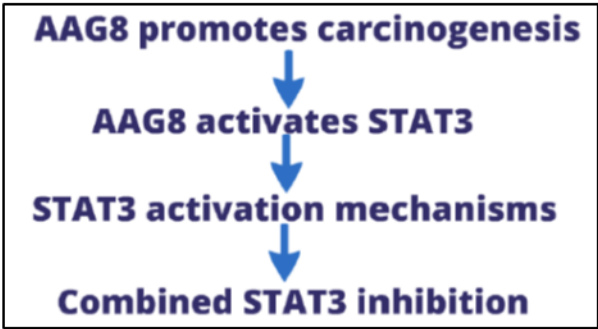 AAG8 promotes carcinogenesis
AAG8 activates STAT3
STAT3 activation mechanisms
Combined STAT3 inhibition